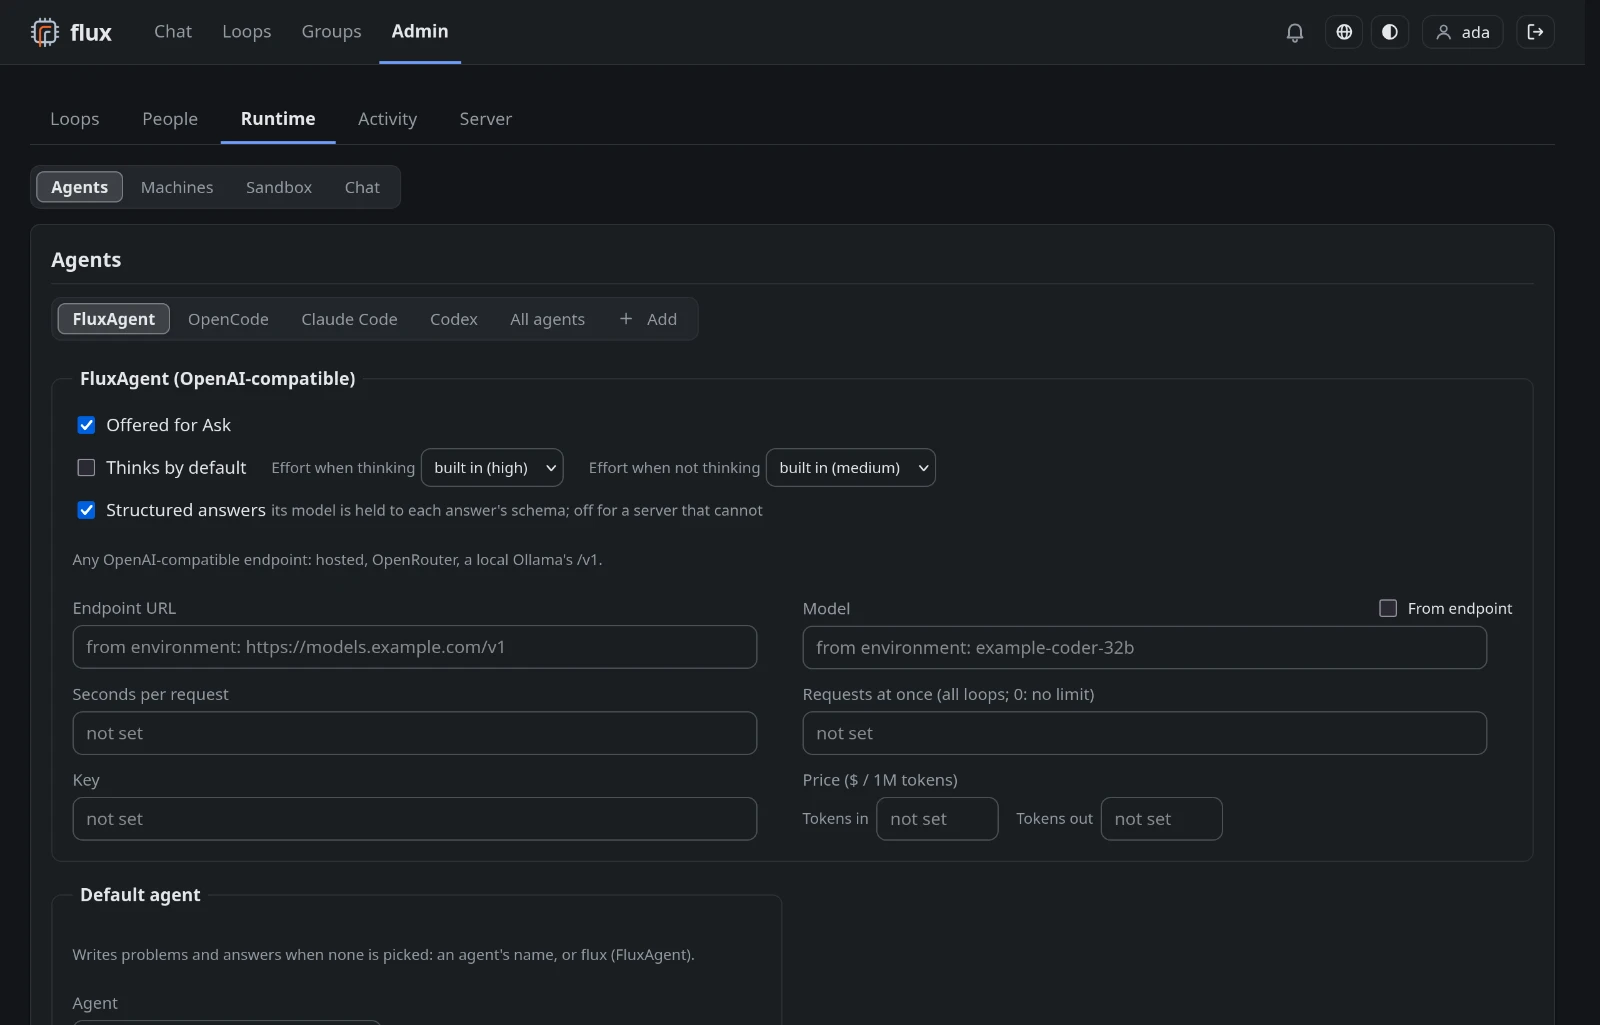 flux Chat Loops Groups Admin ada
Loops People Runtime Activity Server
Agents Machines Sandbox Chat
Agents
FluxAgent OpenCode Claude Code Codex All agents + Add
FluxAgent (OpenAI-compatible)
Offered for Ask
Thinks by default Effort when thinking built in (high) Effort when not thinking built in (medium)
Structured answers its model is held to each answer's schema; off for a server that cannot
Any OpenAI-compatible endpoint: hosted, OpenRouter, a local Ollama's /v1.
Endpoint URL
from environment: https://models.example.com/v1
Model From endpoint
from environment: example-coder-32b
Seconds per request
not set
Requests at once (all loops; 0: no limit)
not set
Key
not set
Price ($ / 1M tokens)
Tokens in not set Tokens out not set
Default agent
Writes problems and answers when none is picked: an agent's name, or flux (FluxAgent).
Agent